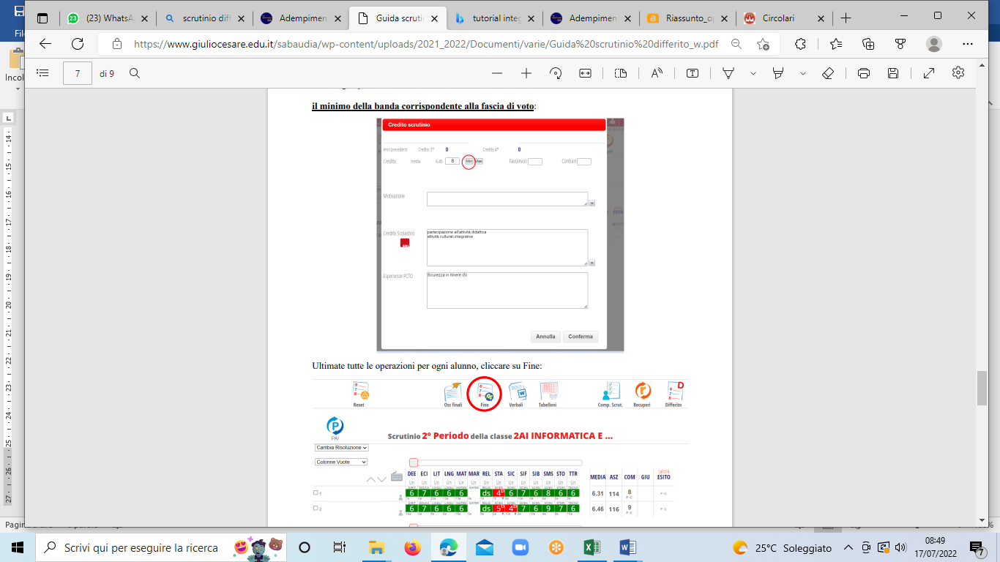 (23) WhatsA
scrutinio diff
Adempimen
Guida scrutin
tutorial integ
Adempimen
Riassunto_op
Circolari
https://www.giuliocesare.edu.it/sabaudia/wp-content/uploads/2021_2022/Documenti/varie/Guida%20scrutinio%20differito_w.pdf
7 di 9
Incol
il minimo della banda corrispondente alla fascia di voto:
Credito scrutinio
Anni precedenti Credito 3° 0 Credito 4° 0
Credito media 6.45 8 Min Max Favorevoli Contrari
Motivazione
Credito Scolastico
partecipazione all'attività didattica
attività culturali integrative
Esperienze PCTO
Sicurezza in Itinere (8)
Annulla Conferma
Ultimate tutte le operazioni per ogni alunno, cliccare su Fine:
Reset Oss finali Fine Verbali Tabelloni Comp. Scrut. Recuperi Differito
PAI
Scrutinio 2° Periodo della classe 2AI INFORMATICA E ...
Cambia Risoluzione
Colonne Vuote
DEE ECI LIT LNG MAT MAR REL STA SIC SIF SIB SMS STO TTR MEDIA ASZ COM GIU calcola ESITO
1 6 7 6 6 6 ds 4 6 7 6 8 6 6 6.31 114 8
2 6 7 6 6 6 ds 5 4 7 6 9 7 6 6.46 116 9
Scrivi qui per eseguire la ricerca
25°C Soleggiato
08:49
17/07/2022
7